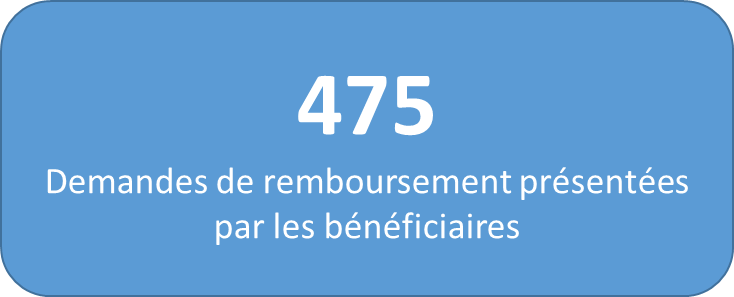 475
Demandes de remboursement présentées
par les bénéficiaires